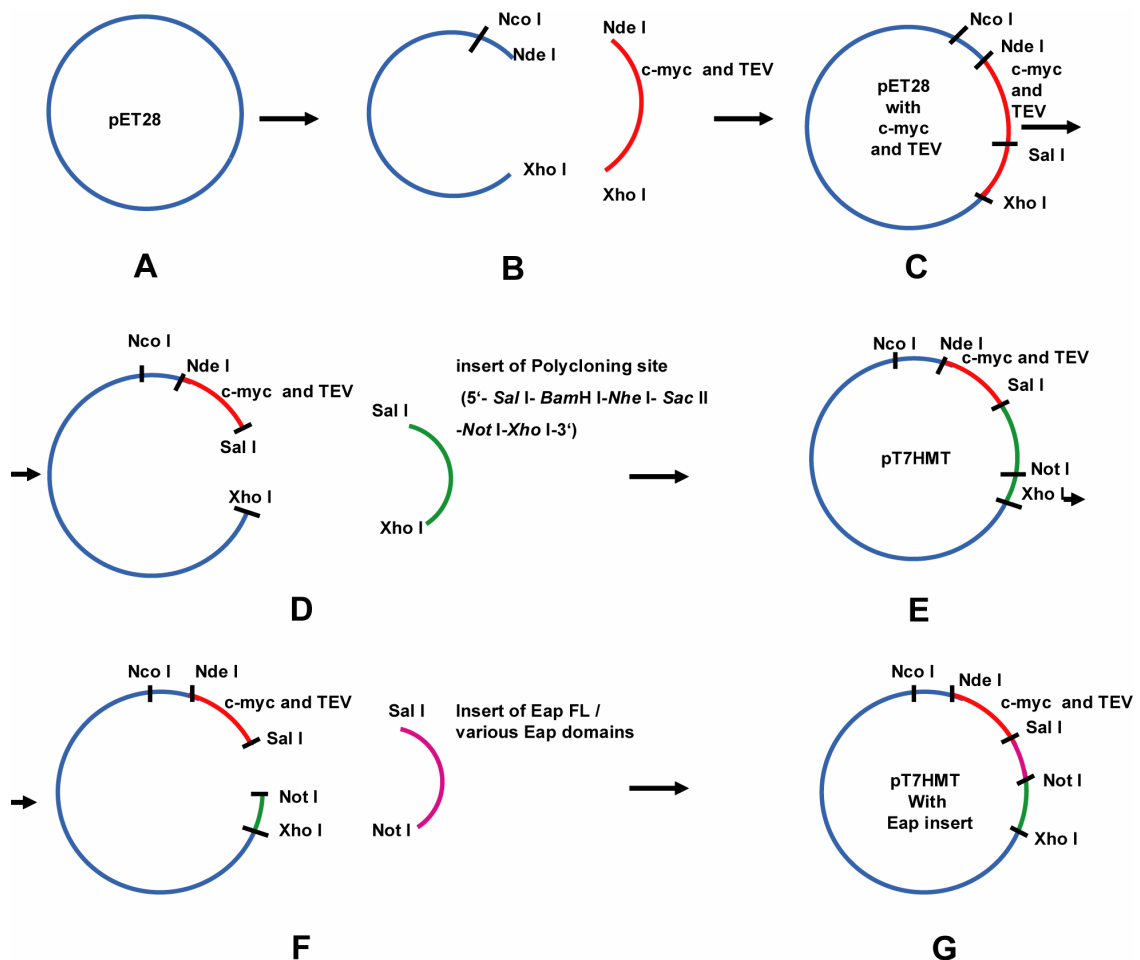 pET28
A
Nco I
Nde I
Xho I
Nde I
c-myc and TEV
Xho I
B
Nco I
Nde I
c-myc
and
TEV
pET28
with
c-myc
and TEV
Sal I
Xho I
C
Nco I
Nde I
c-myc and TEV
Sal I
Xho I
insert of Polycloning site
(5‘- Sal I- BamH I-Nhe I- Sac II
-Not I-Xho I-3‘)
Sal I
Xho I
D
Nco I
Nde I
c-myc and TEV
Sal I
pT7HMT
Not I
Xho I
E
Nco I
Nde I
c-myc and TEV
Sal I
Not I
Xho I
Sal I
Insert of Eap FL /
various Eap domains
Not I
F
Nco I
Nde I
c-myc and TEV
Sal I
Not I
pT7HMT
With
Eap insert
Xho I
G